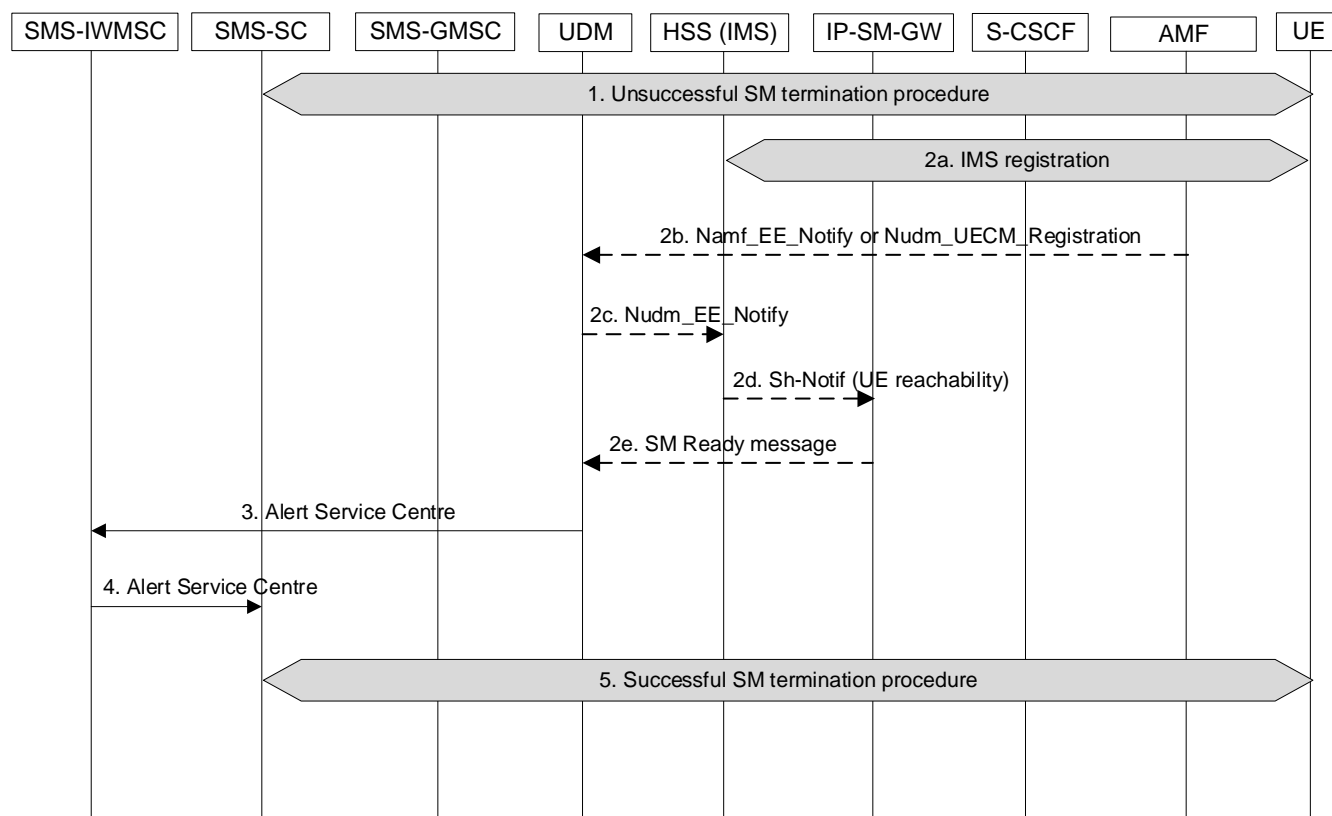 SMS-IWMSC
SMS-SC
SMS-GMSC
UDM
HSS (IMS)
IP-SM-GW
S-CSCF
AMF
UE
1. Unsuccessful SM termination procedure
2a. IMS registration
2b. Namf_EE_Notify or Nudm_UECM_Registration
2c. Nudm_EE_Notify
2d. Sh-Notif (UE reachability)
2e. SM Ready message
3. Alert Service Centre
4. Alert Service Centre
5. Successful SM termination procedure